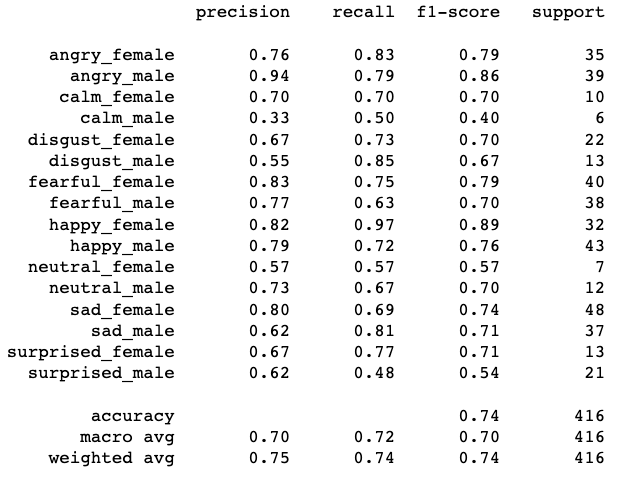 precision recall f1-score support
angry_female 0.76 0.83 0.79 35
angry_male 0.94 0.79 0.86 39
calm_female 0.70 0.70 0.70 10
calm_male 0.33 0.50 0.40 6
disgust_female 0.67 0.73 0.70 22
disgust_male 0.55 0.85 0.67 13
fearful_female 0.83 0.75 0.79 40
fearful_male 0.77 0.63 0.70 38
happy_female 0.82 0.97 0.89 32
happy_male 0.79 0.72 0.76 43
neutral_female 0.57 0.57 0.57 7
neutral_male 0.73 0.67 0.70 12
sad_female 0.80 0.69 0.74 48
sad_male 0.62 0.81 0.71 37
surprised_female 0.67 0.77 0.71 13
surprised_male 0.62 0.48 0.54 21
accuracy 0.74 416
macro avg 0.70 0.72 0.70 416
weighted avg 0.75 0.74 0.74 416